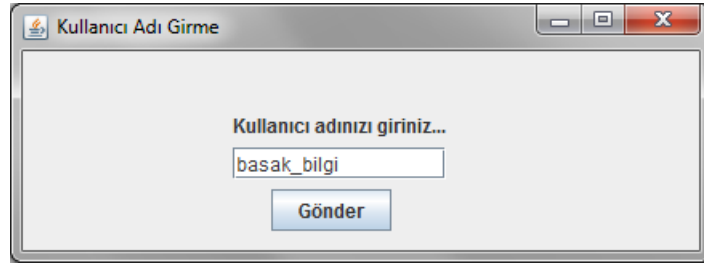 Kullanıcı Adı Girme
Kullanıcı adınızı giriniz...
basak_bilgi
Gönder